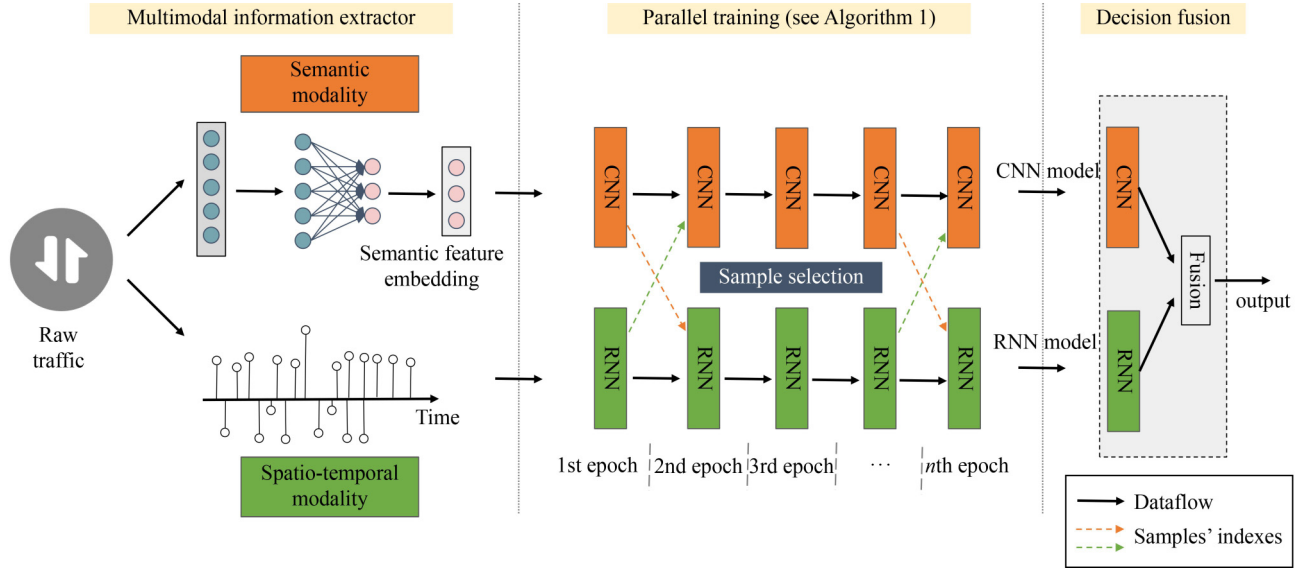 Multimodal information extractor
Parallel training (see Algorithm 1)
Decision fusion
Semantic
modality
Semantic feature
embedding
Raw
traffic
Time
Spatio-temporal
modality
CNN
CNN
CNN
CNN
CNN
Sample selection
RNN
RNN
RNN
RNN
RNN
1st epoch
2nd epoch
3rd epoch
···
nth epoch
CNN model
RNN model
CNN
RNN
Fusion
output
Dataflow
Samples’ indexes